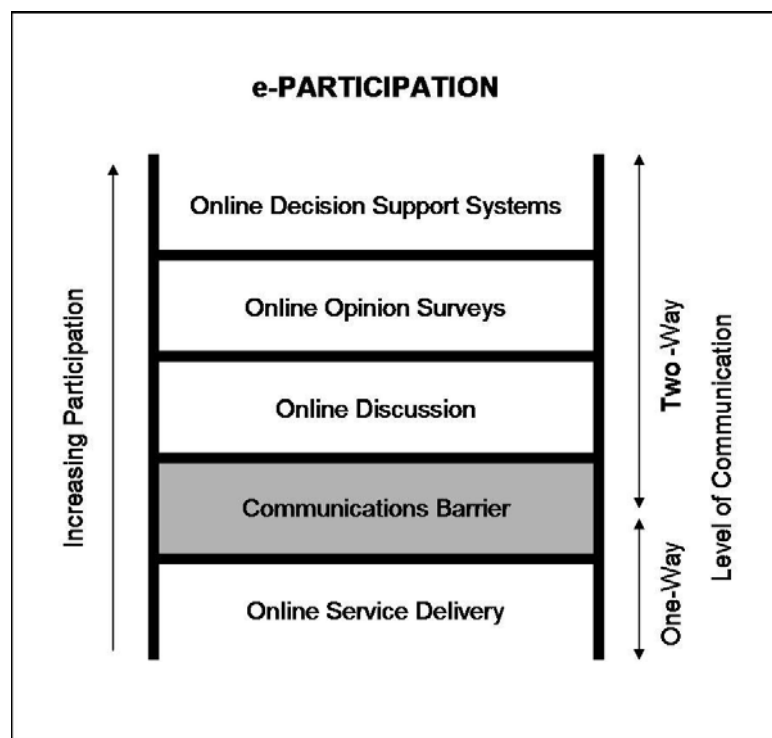 e-PARTICIPATION
Online Decision Support Systems
Online Opinion Surveys
Online Discussion
Communications Barrier
Online Service Delivery
Increasing Participation
Two -Way
One-Way
Level of Communication